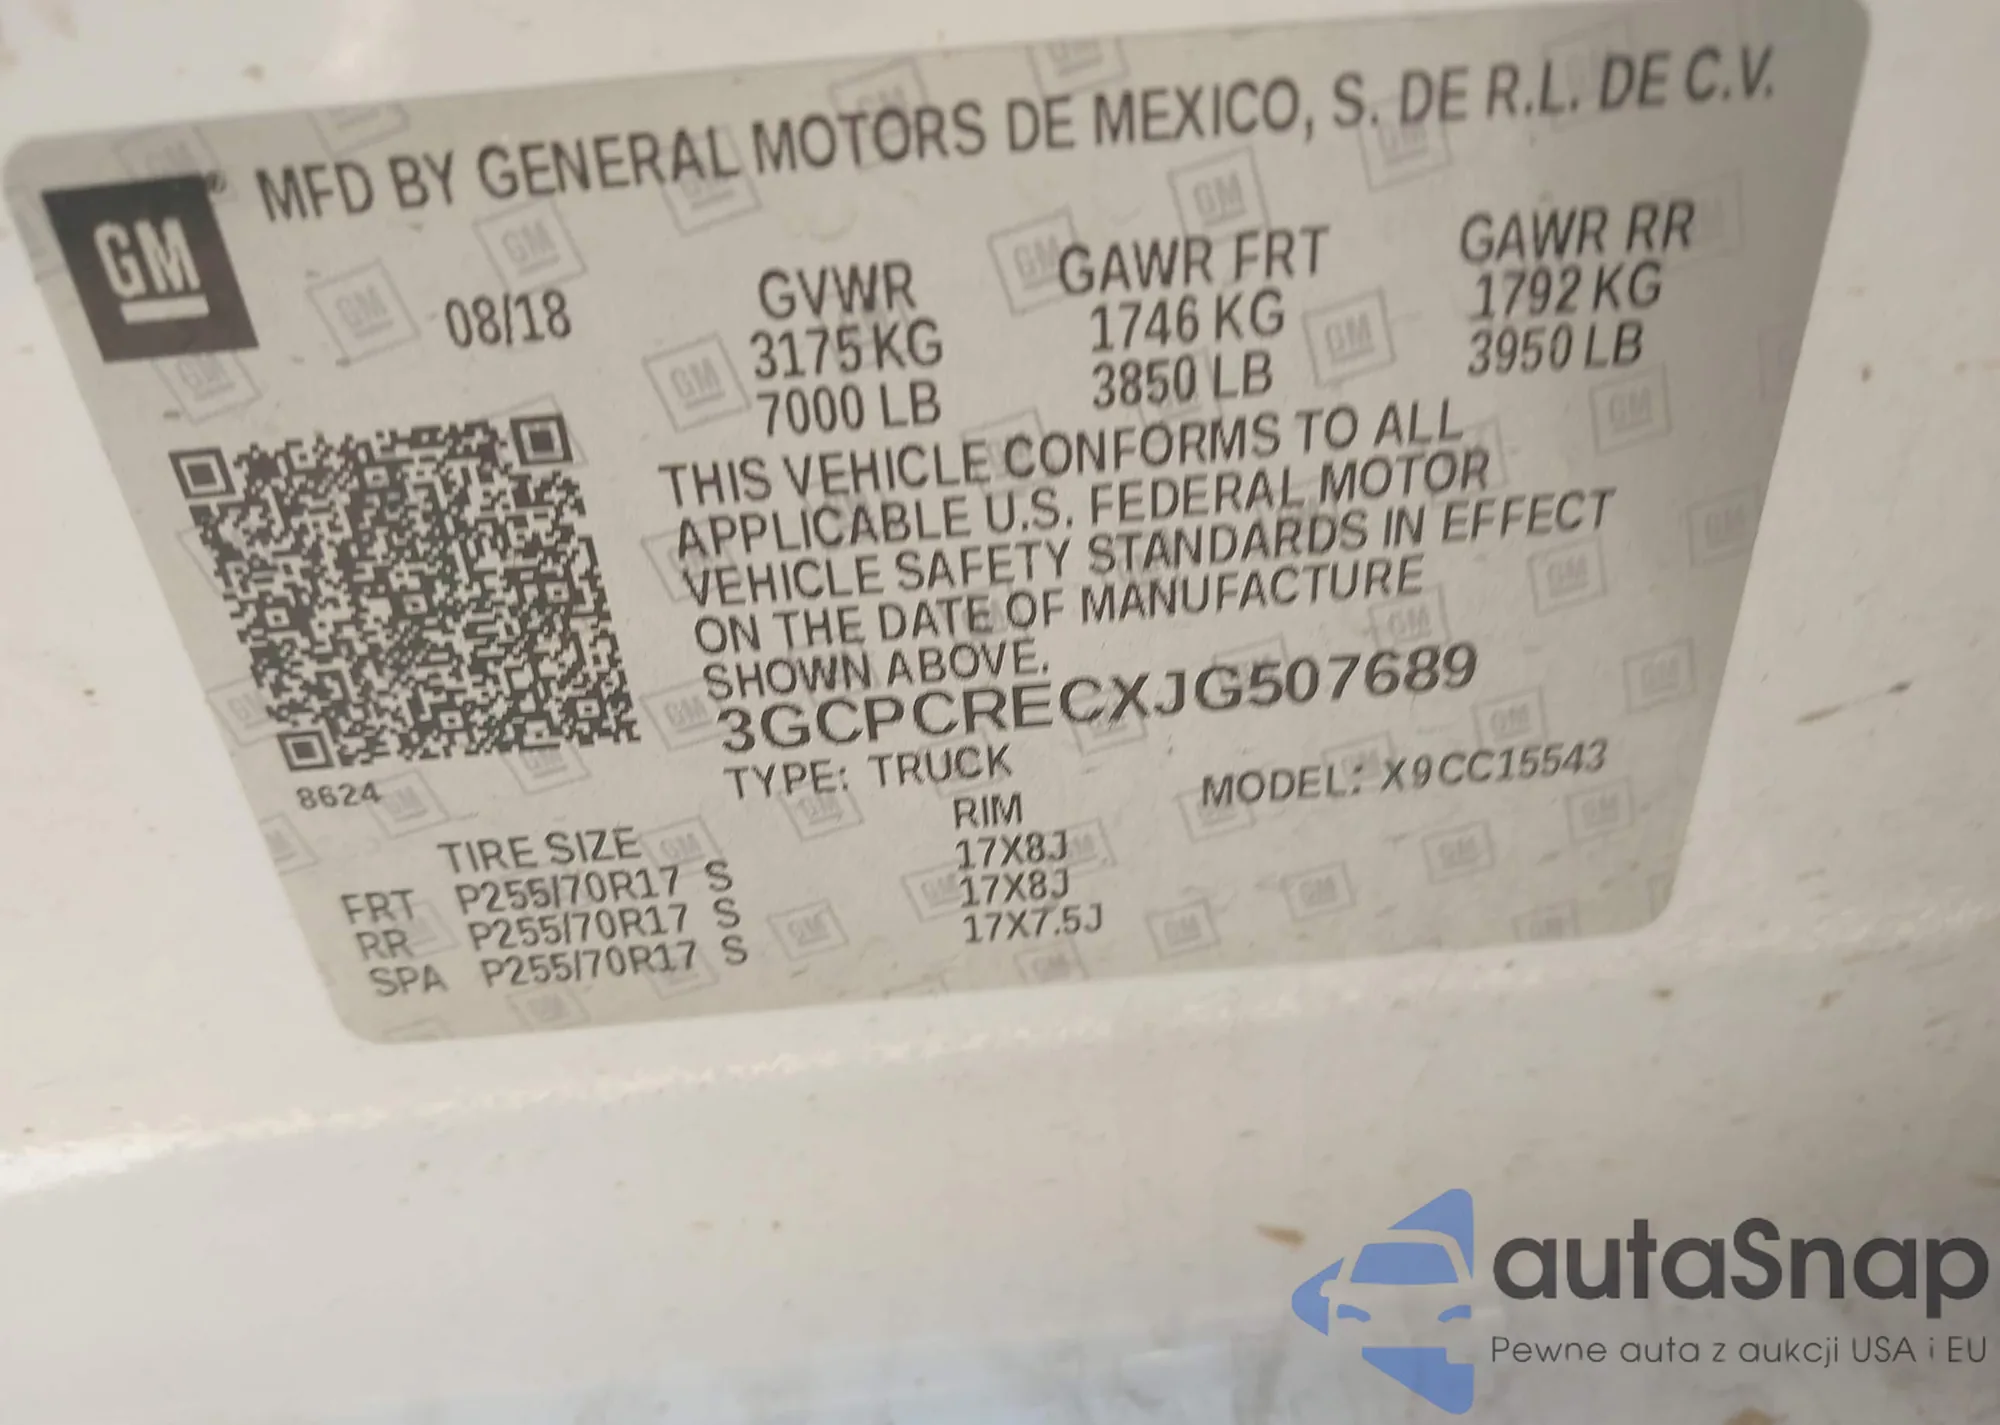 GM
MFD BY GENERAL MOTORS DE MEXICO, S. DE R.L. DE C.V.
08/18
GVWR GAWR FRT GAWR RR
3175 KG 1746 KG 1792 KG
7000 LB 3850 LB 3950 LB
THIS VEHICLE CONFORMS TO ALL
APPLICABLE U.S. FEDERAL MOTOR
VEHICLE SAFETY STANDARDS IN EFFECT
ON THE DATE OF MANUFACTURE
SHOWN ABOVE.
3GCPCRECXJG507689
TYPE: TRUCK MODEL: X9CC15543
8624
TIRE SIZE RIM
FRT P255/70R17 S 17X8J
RR P255/70R17 S 17X8J
SPA P255/70R17 S 17X7.5J
autaSnap
Pewne auta z aukcji USA i EU